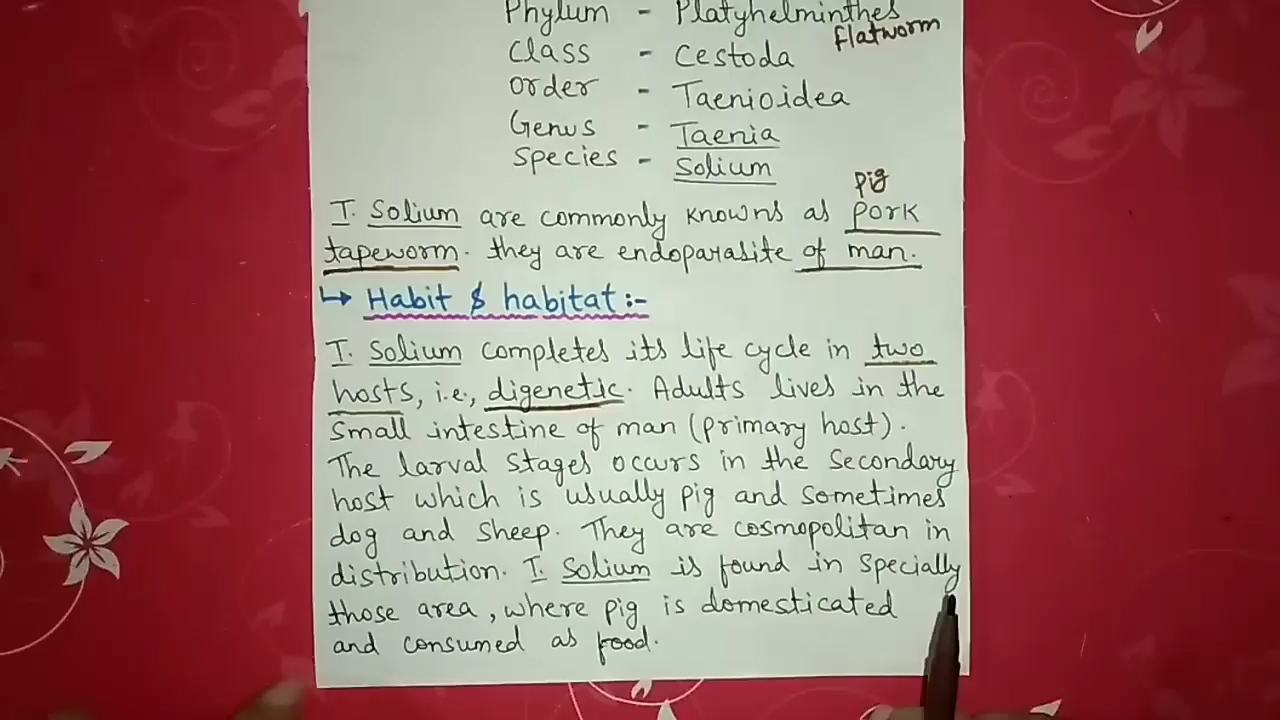 Phylum - Platyhelminthes
flatworm
Class - Cestoda
Order - Taenioidea
Genus - Taenia
Species - Solium
pig
T. Solium are commonly knowns as pork
tapeworm. they are endoparasite of man.
↳ Habit & habitat:-
T. Solium completes its life cycle in two
hosts, i.e., digenetic. Adults lives in the
Small intestine of man (primary host).
The larval stages occurs in the Secondary
host which is usually pig and sometimes
dog and Sheep. They are cosmopolitan in
distribution. T. Solium is found in Specially
those area, where pig is domesticated
and consumed as food.